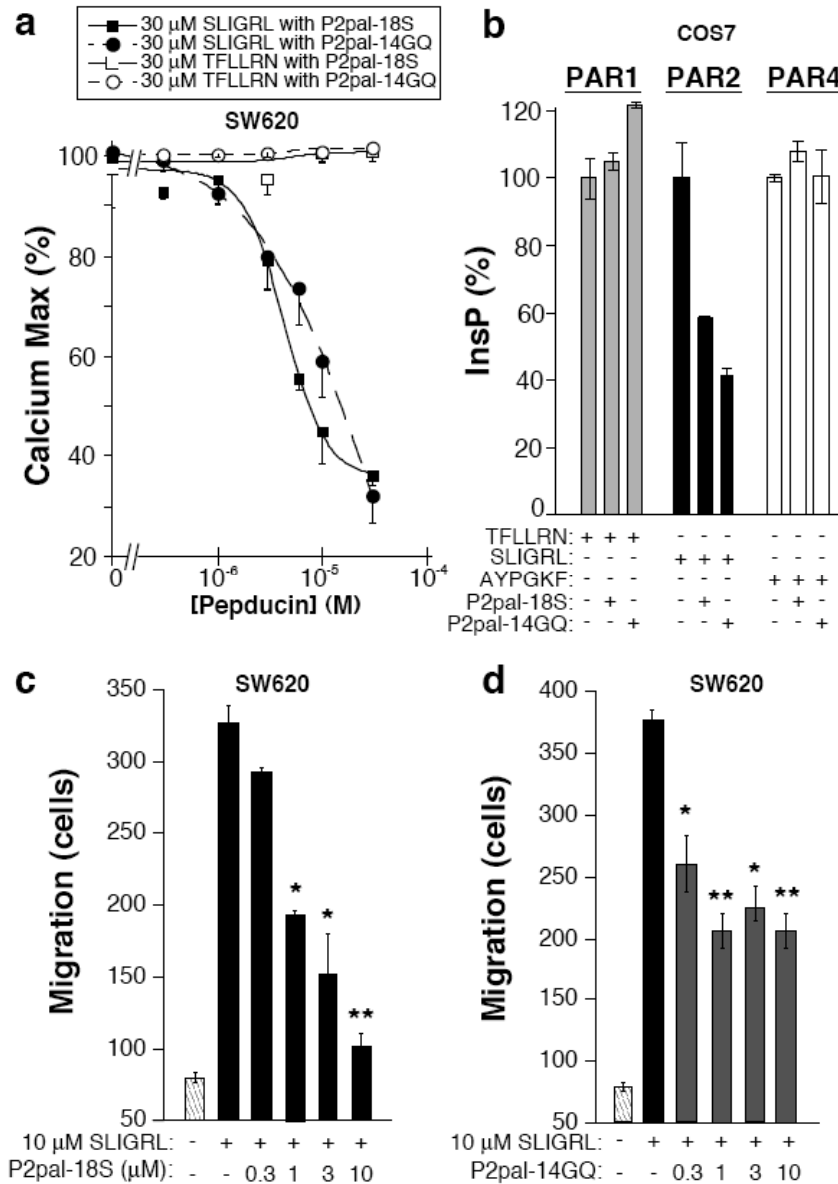 a
30 μM SLIGRL with P2pal-18S
30 μM SLIGRL with P2pal-14GQ
30 μM TFLLRN with P2pal-18S
30 μM TFLLRN with P2pal-14GQ
SW620
Calcium Max (%)
100
80
60
40
20
0
10⁻⁶
10⁻⁵
10⁻⁴
[Pepducin] (M)
b
COS7
PAR1 PAR2 PAR4
InsP (%)
120
100
80
60
40
20
0
TFLLRN: + + + - - - - - -
SLIGRL: - - - + + + - - -
AYPGKF: - - - - - - + + +
P2pal-18S: - + - - + - - + -
P2pal-14GQ: - - + - - + - - +
c
SW620
Migration (cells)
350
300
250
200
150
100
50
* * **
10 μM SLIGRL: - + + + + +
P2pal-18S (μM): - - 0.3 1 3 10
d
SW620
Migration (cells)
400
350
300
250
200
150
100
50
* ** * **
10 μM SLIGRL: - + + + + +
P2pal-14GQ: - - 0.3 1 3 10